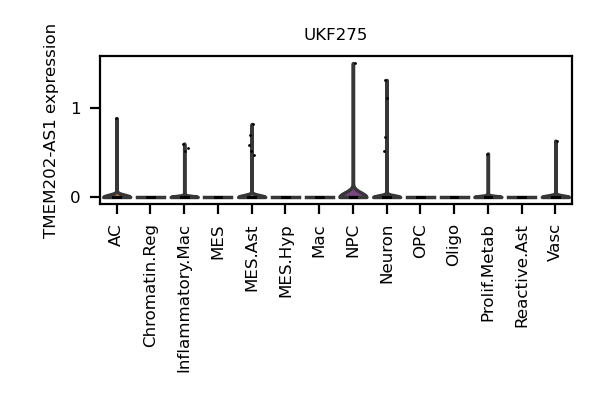 UKF275
TMEM202-AS1 expression
1
0
AC
Chromatin.Reg
Inflammatory.Mac
MES
MES.Ast
MES.Hyp
Mac
NPC
Neuron
OPC
Oligo
Prolif.Metab
Reactive.Ast
Vasc